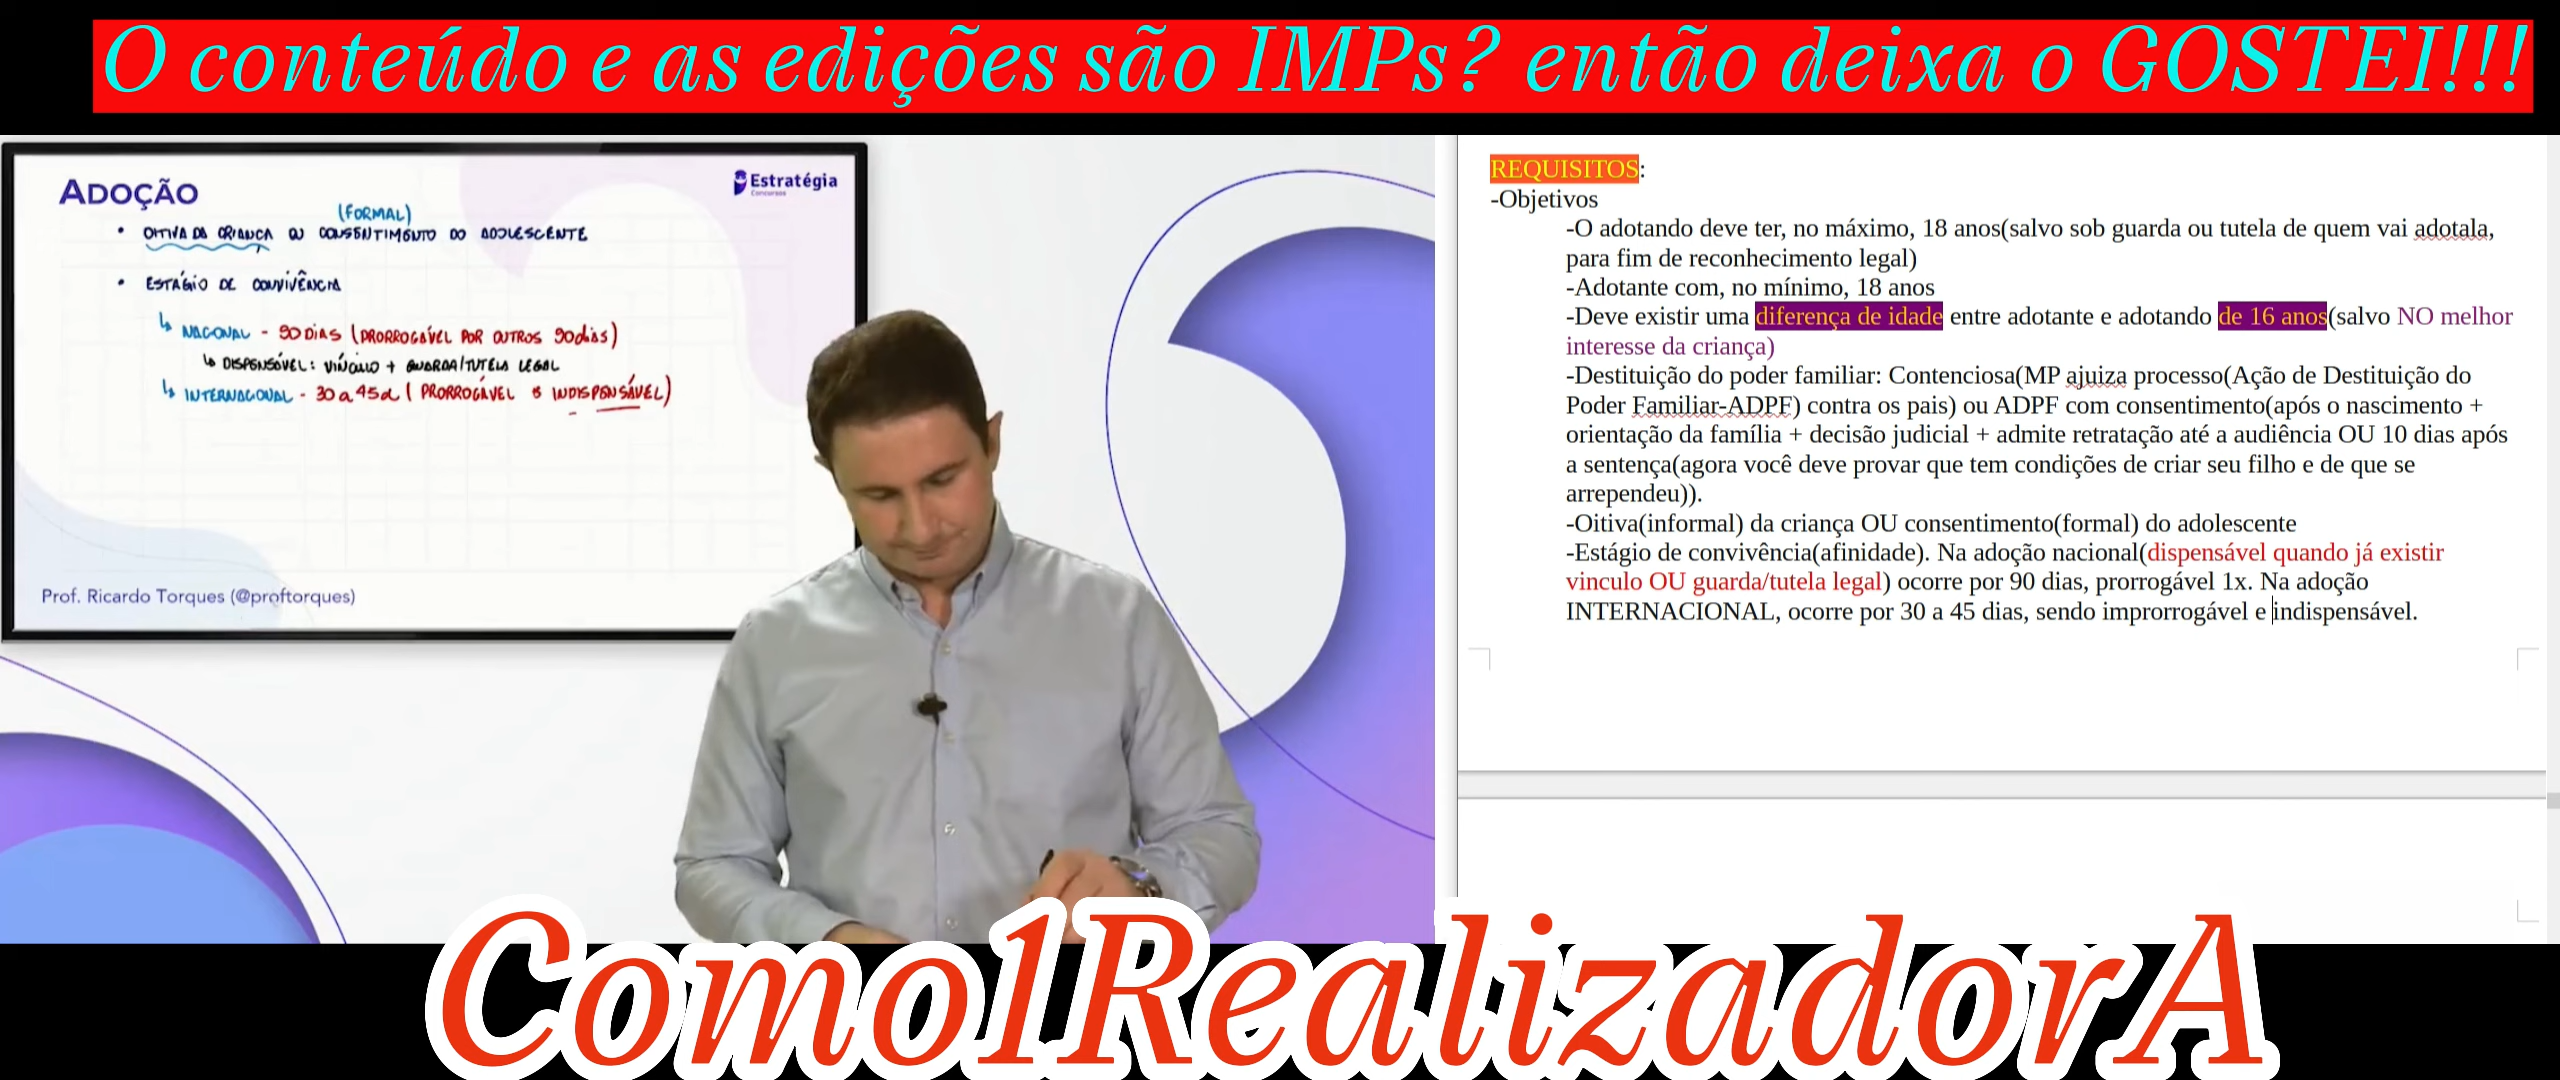 O conteúdo e as edições são IMPs? então deixa o GOSTEI!!!
ADOÇÃO
Estratégia
Concursos
(FORMAL)
• OITIVA DA CRIANÇA OU CONSENTIMENTO DO ADOLESCENTE
• ESTÁGIO DE CONVIVÊNCIA
↳ NACIONAL - 90 DIAS (PRORROGÁVEL POR OUTROS 90 dias)
↳ DISPENSÁVEL: VÍNCULO + GUARDA/TUTELA LEGAL
↳ INTERNACIONAL - 30 a 45d ( PRORROGÁVEL E INDISPENSÁVEL)
Prof. Ricardo Torques (@proftorques)
REQUISITOS:
-Objetivos
-O adotando deve ter, no máximo, 18 anos(salvo sob guarda ou tutela de quem vai adotala,
para fim de reconhecimento legal)
-Adotante com, no mínimo, 18 anos
-Deve existir uma diferença de idade entre adotante e adotando de 16 anos(salvo NO melhor
interesse da criança)
-Destituição do poder familiar: Contenciosa(MP ajuiza processo(Ação de Destituição do
Poder Familiar-ADPF) contra os pais) ou ADPF com consentimento(após o nascimento +
orientação da família + decisão judicial + admite retratação até a audiência OU 10 dias após
a sentença(agora você deve provar que tem condições de criar seu filho e de que se
arrependeu)).
-Oitiva(informal) da criança OU consentimento(formal) do adolescente
-Estágio de convivência(afinidade). Na adoção nacional(dispensável quando já existir
vinculo OU guarda/tutela legal) ocorre por 90 dias, prorrogável 1x. Na adoção
INTERNACIONAL, ocorre por 30 a 45 dias, sendo improrrogável e indispensável.
Como1RealizadorA